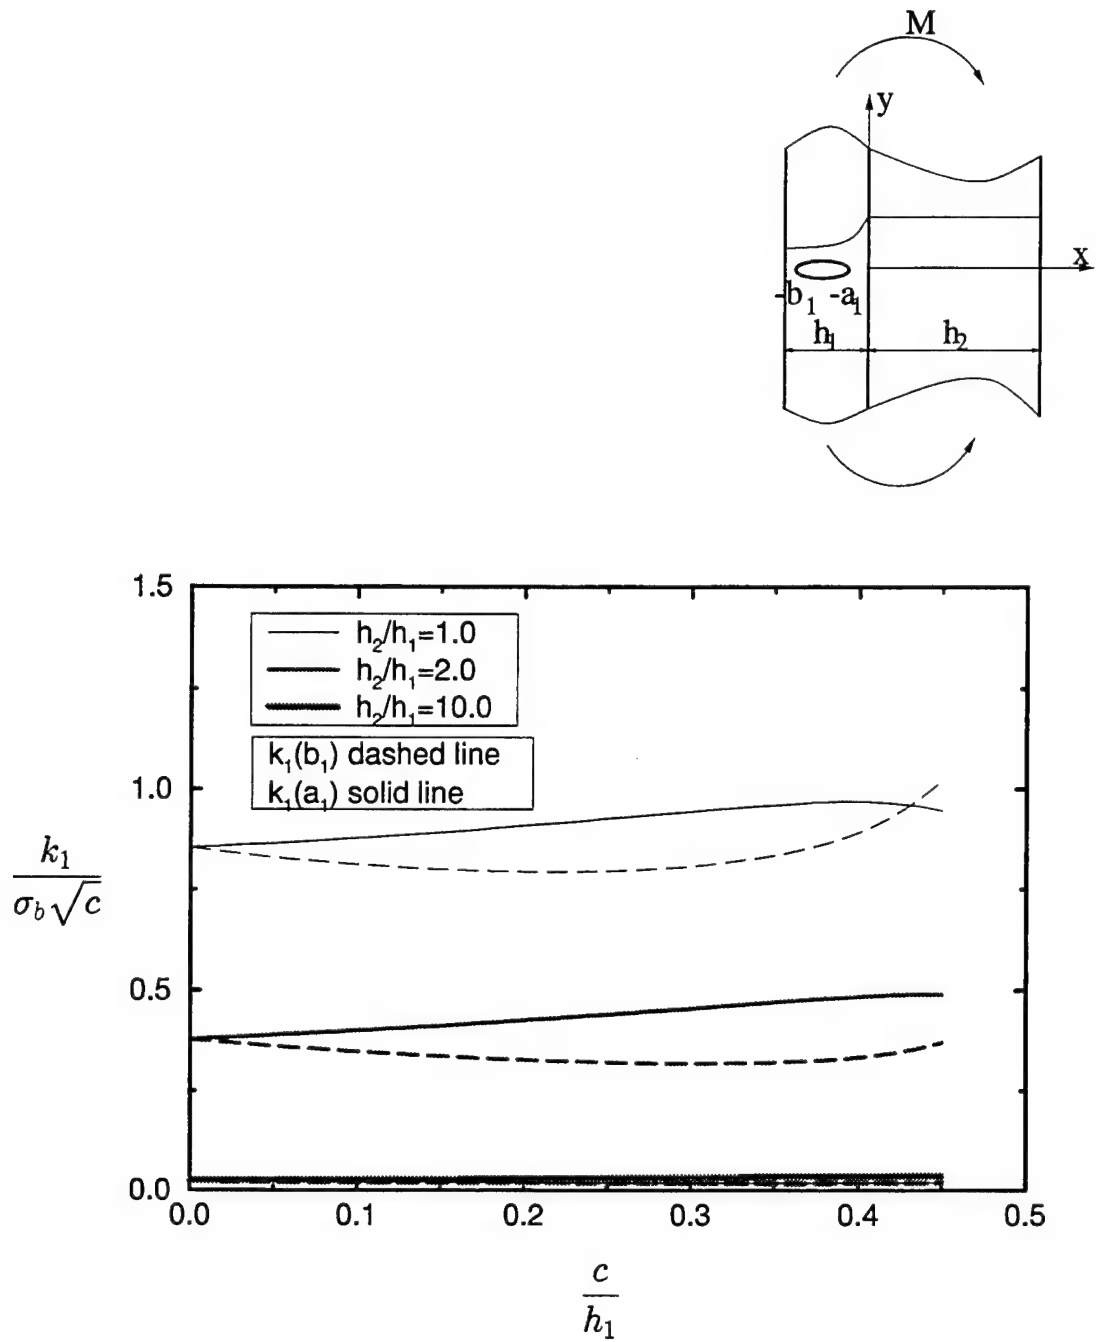 M
y
x
-b₁ -a₁
h₁ h₂
1.5
h₂/h₁=1.0
h₂/h₁=2.0
h₂/h₁=10.0
k₁(b₁) dashed line
k₁(a₁) solid line
1.0
k₁
σ_b√c
0.5
0.0
0.0 0.1 0.2 0.3 0.4 0.5
c
h₁